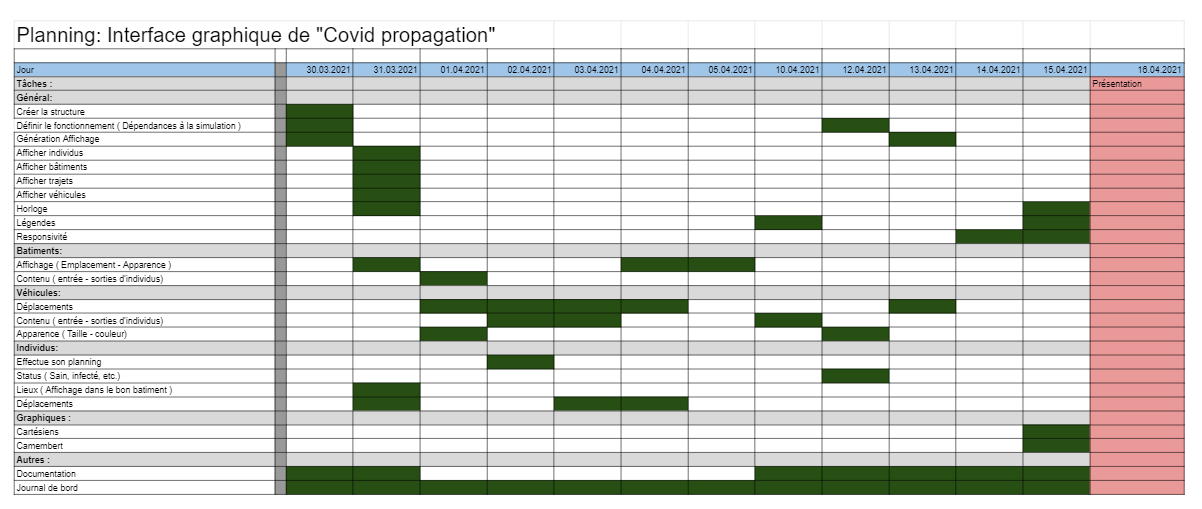 Planning: Interface graphique de "Covid propagation"
Jour 30.03.2021 31.03.2021 01.04.2021 02.04.2021 03.04.2021 04.04.2021 05.04.2021 10.04.2021 12.04.2021 13.04.2021 14.04.2021 15.04.2021 16.04.2021
Tâches : Présentation
Général:
Créer la structure
Définir le fonctionnement ( Dépendances à la simulation )
Génération Affichage
Afficher individus
Afficher bâtiments
Afficher trajets
Afficher véhicules
Horloge
Légendes
Responsivité
Batiments:
Affichage ( Emplacement - Apparence )
Contenu ( entrée - sorties d'individus)
Véhicules:
Déplacements
Contenu ( entrée - sorties d'individus)
Apparence ( Taille - couleur)
Individus:
Effectue son planning
Status ( Sain, infecté, etc.)
Lieux ( Affichage dans le bon batiment )
Déplacements
Graphiques :
Cartésiens
Camembert
Autres :
Documentation
Journal de bord